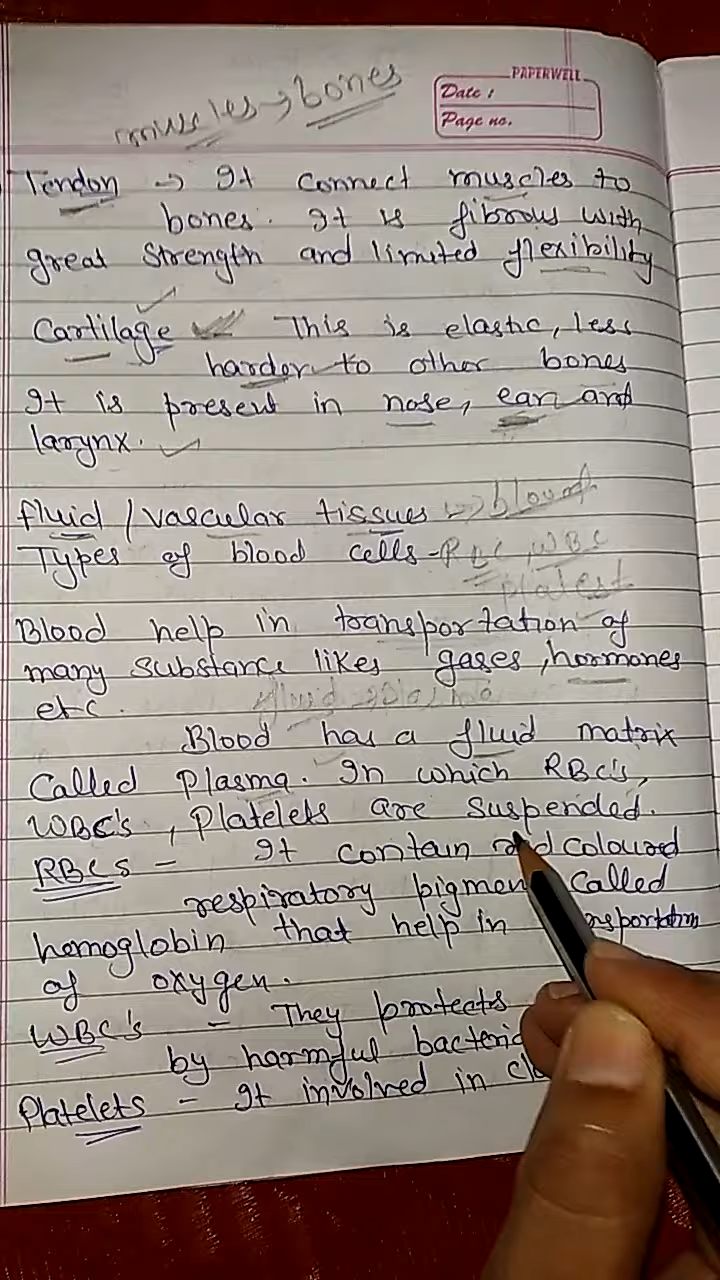 muscles → bones
PAPERWELL
Date :
Page no.
Tendon → It connect muscles to
bones. It is fibrous with
great strength and limited flexibility
Cartilage This is elastic, less
harder to other bones
It is present in nose, ear and
larynx.
fluid / vascular tissues →
Types of blood cells - RBC, WBC
Blood help in transportation of
many substance likes gases, hormones
etc.
fluid → Plasma
Blood has a fluid matrix
Called Plasma. In which RBC's,
WBC's, Platelets are suspended.
RBCs - It contain red coloured
respiratory pigment called
hemoglobin that help in
of oxygen.
WBC's - They protects
by harmful bacteria
Platelets - It involved in